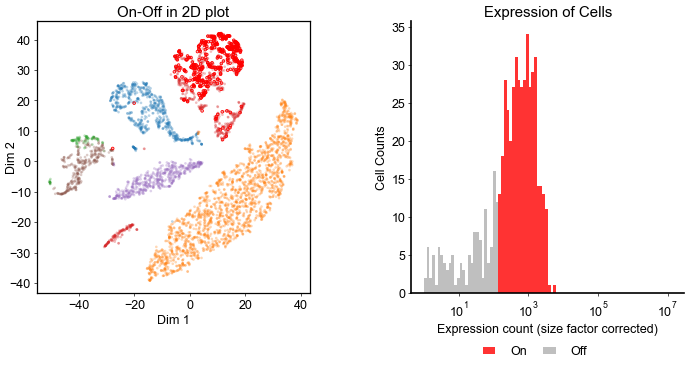 On-Off in 2D plot
Dim 2
40
30
20
10
0
−10
−20
−30
−40
−40 −20 0 20 40
Dim 1
Expression of Cells
Cell Counts
35
30
25
20
15
10
5
0
10^1 10^3 10^5 10^7
Expression count (size factor corrected)
On Off